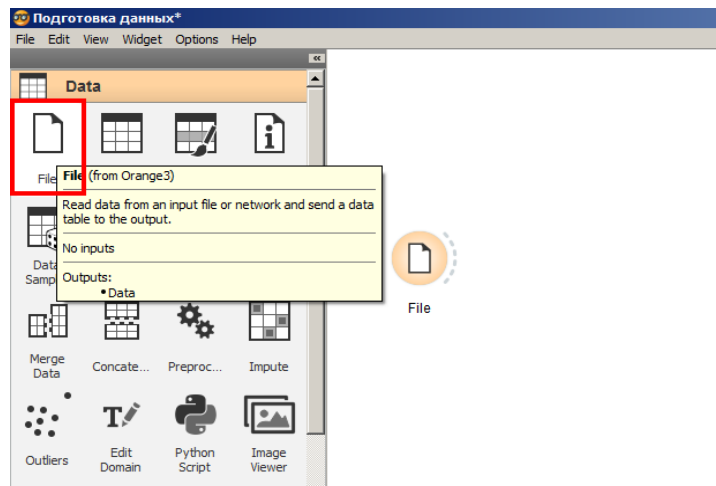 Подготовка данных*
File Edit View Widget Options Help
Data
File
File (from Orange3)
Read data from an input file or network and send a data
table to the output.
No inputs
Outputs:
•Data
Data
Samp
File
Merge
Data
Concate...
Preproc...
Impute
Outliers
Edit
Domain
Python
Script
Image
Viewer